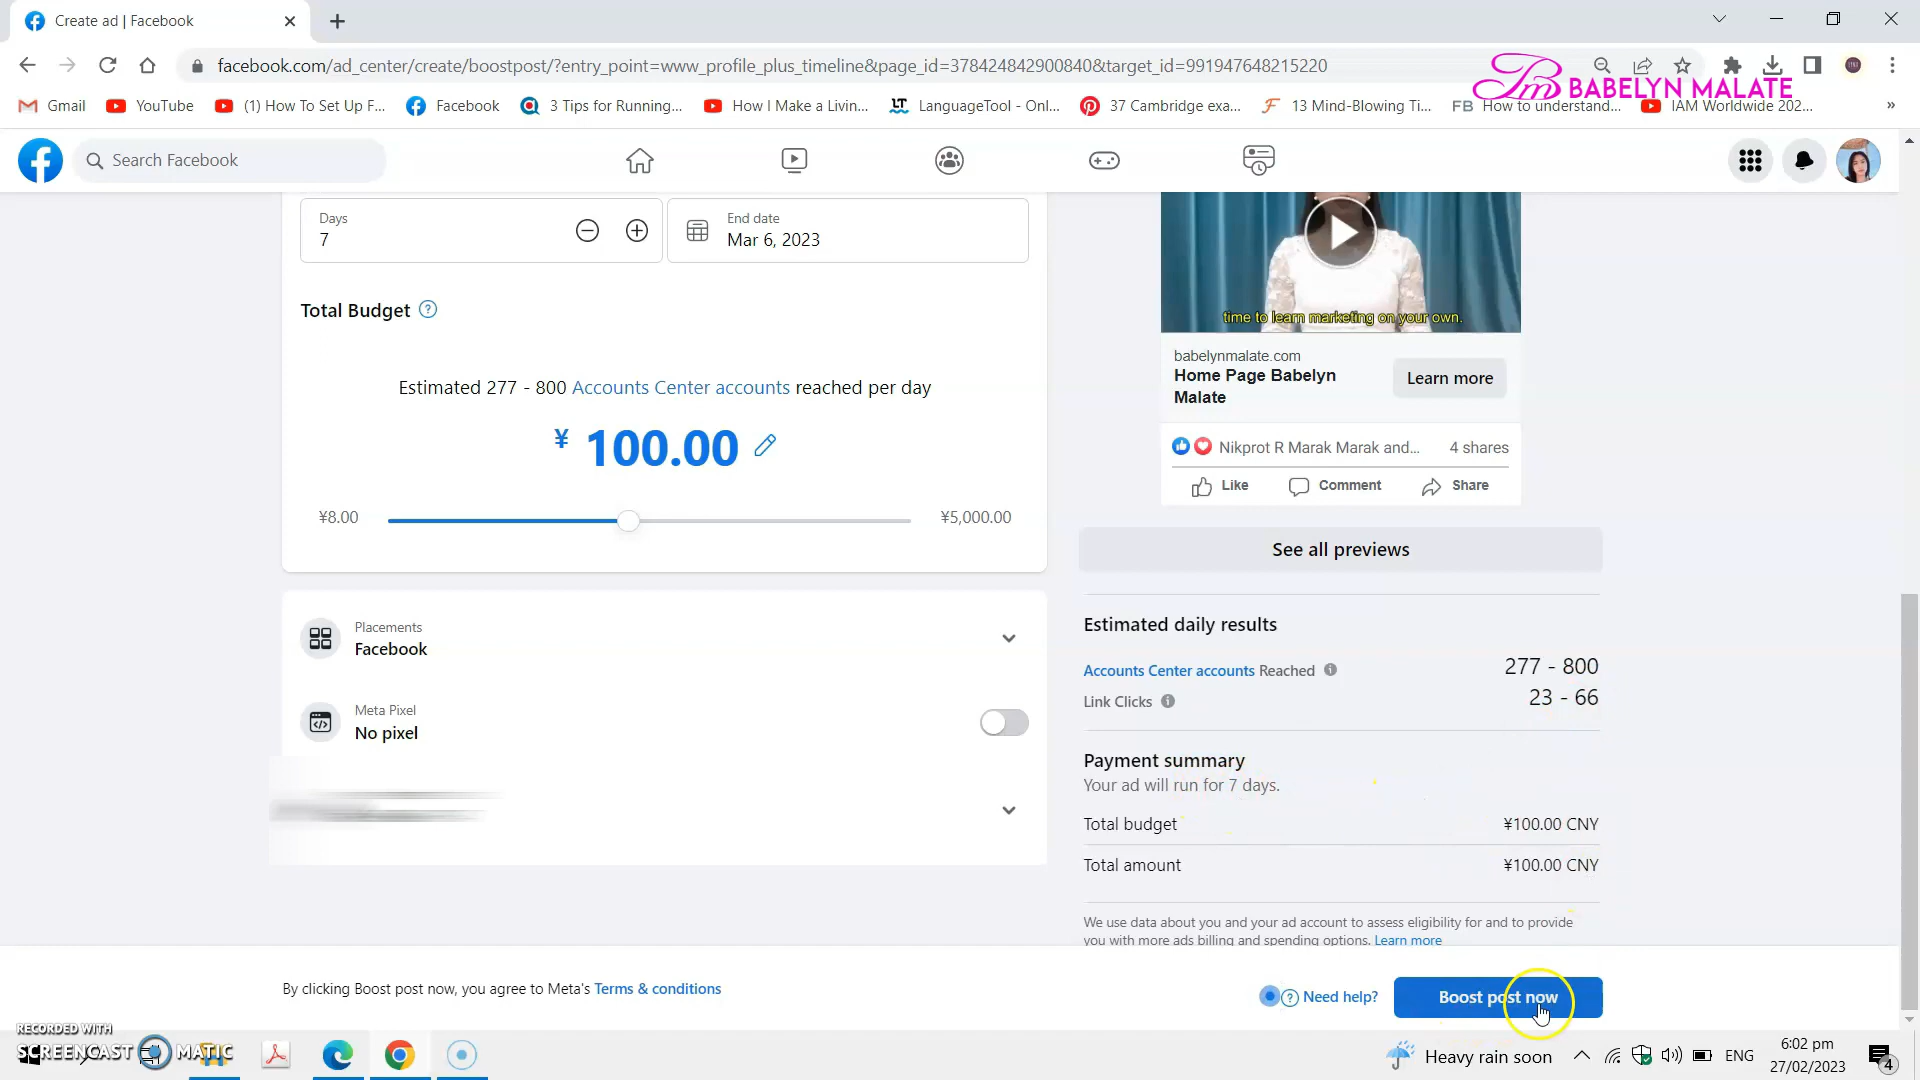 Create ad | Facebook
facebook.com/ad_center/create/boostpost/?entry_point=www_profile_plus_timeline&page_id=378424842900840&target_id=991947648215220
BABELYN MALATE
Gmail
YouTube
(1) How To Set Up F...
Facebook
3 Tips for Running...
How I Make a Livin...
LanguageTool - Onl...
37 Cambridge exa...
13 Mind-Blowing Ti...
FB How to understand...
IAM Worldwide 202...
»
Search Facebook
Days
7
End date
Mar 6, 2023
Total Budget
Estimated 277 - 800 Accounts Center accounts reached per day
¥ 100.00
¥8.00
¥5,000.00
Placements
Facebook
Meta Pixel
No pixel
time to learn marketing on your own.
babelynmalate.com
Home Page Babelyn
Malate
Learn more
Nikprot R Marak Marak and...
4 shares
Like
Comment
Share
See all previews
Estimated daily results
Accounts Center accounts Reached
277 - 800
Link Clicks
23 - 66
Payment summary
Your ad will run for 7 days.
Total budget
¥100.00 CNY
Total amount
¥100.00 CNY
We use data about you and your ad account to assess eligibility for and to provide
you with more ads billing and spending options. Learn more
By clicking Boost post now, you agree to Meta's Terms & conditions
Need help?
Boost post now
RECORDED WITH
SCREENCAST MATIC
Heavy rain soon
ENG
6:02 pm
27/02/2023
4